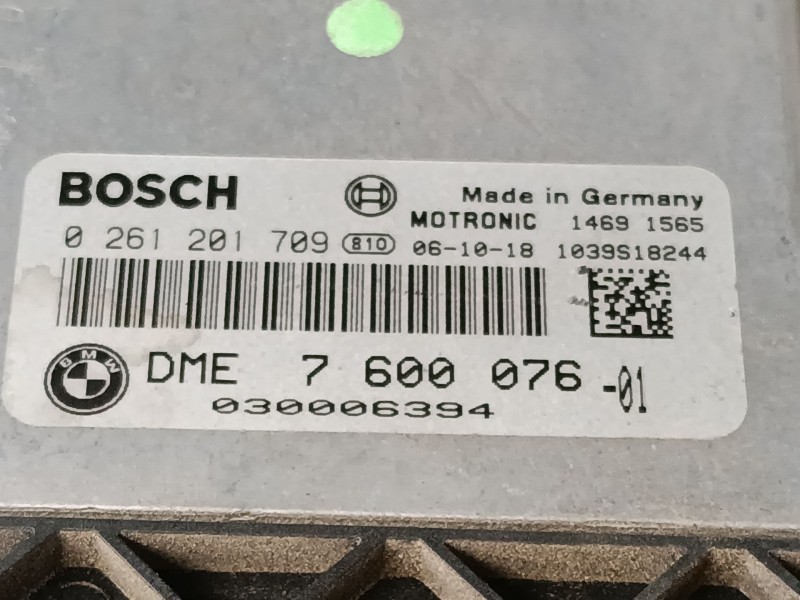 BOSCH Made in Germany
MOTRONIC 1469 1565
0 261 201 709 810 06-10-18 1039S18244
BMW DME 7 600 076 -01
030006394